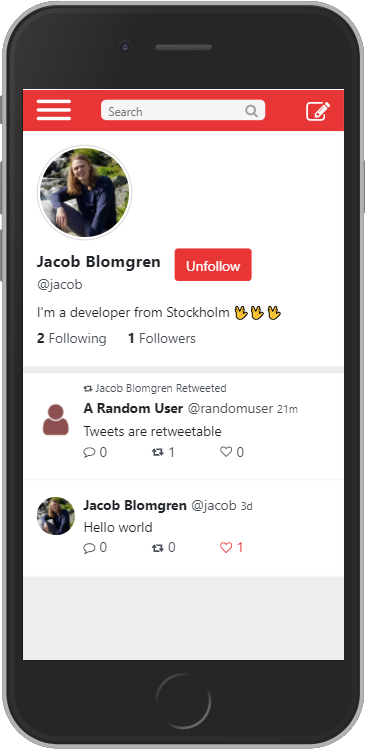 Search
Jacob Blomgren
Unfollow
@jacob
I'm a developer from Stockholm 🖖🖖🖖
2 Following 1 Followers
Jacob Blomgren Retweeted
A Random User @randomuser 21m
Tweets are retweetable
0 1 0
Jacob Blomgren @jacob 3d
Hello world
0 0 1